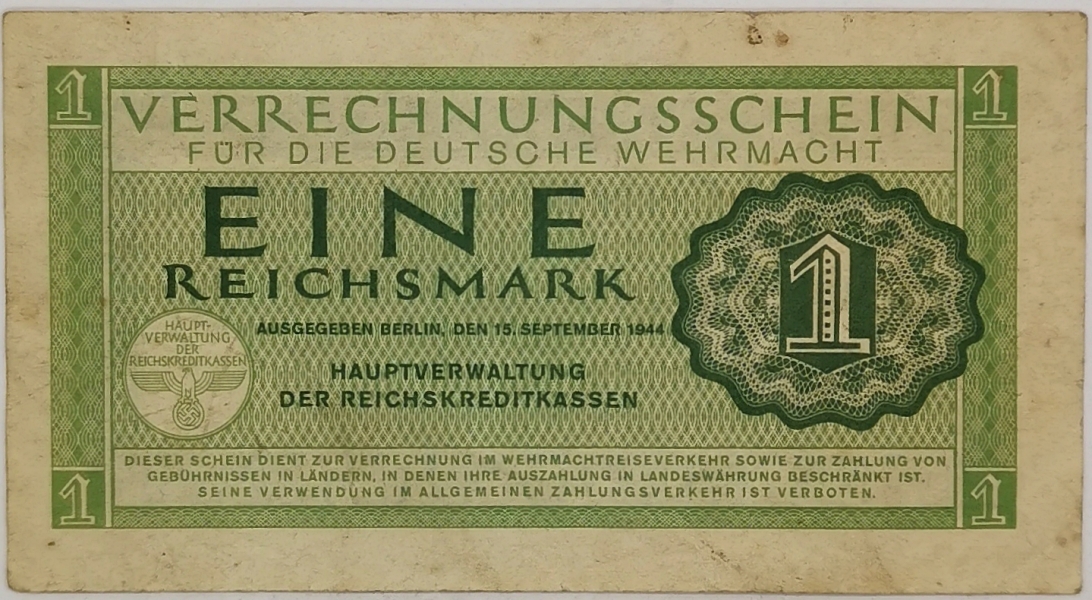 1 1
VERRECHNUNGSSCHEIN
FÜR DIE DEUTSCHE WEHRMACHT
EINE
REICHSMARK
1
AUSGEGEBEN BERLIN, DEN 15. SEPTEMBER 1944
HAUPT-
VERWALTUNG
DER
REICHSKREDITKASSEN
HAUPTVERWALTUNG
DER REICHSKREDITKASSEN
DIESER SCHEIN DIENT ZUR VERRECHNUNG IM WEHRMACHTREISEVERKEHR SOWIE ZUR ZAHLUNG VON
GEBÜHRNISSEN IN LÄNDERN, IN DENEN IHRE AUSZAHLUNG IN LANDESWÄHRUNG BESCHRÄNKT IST.
SEINE VERWENDUNG IM ALLGEMEINEN ZAHLUNGSVERKEHR IST VERBOTEN.
1 1